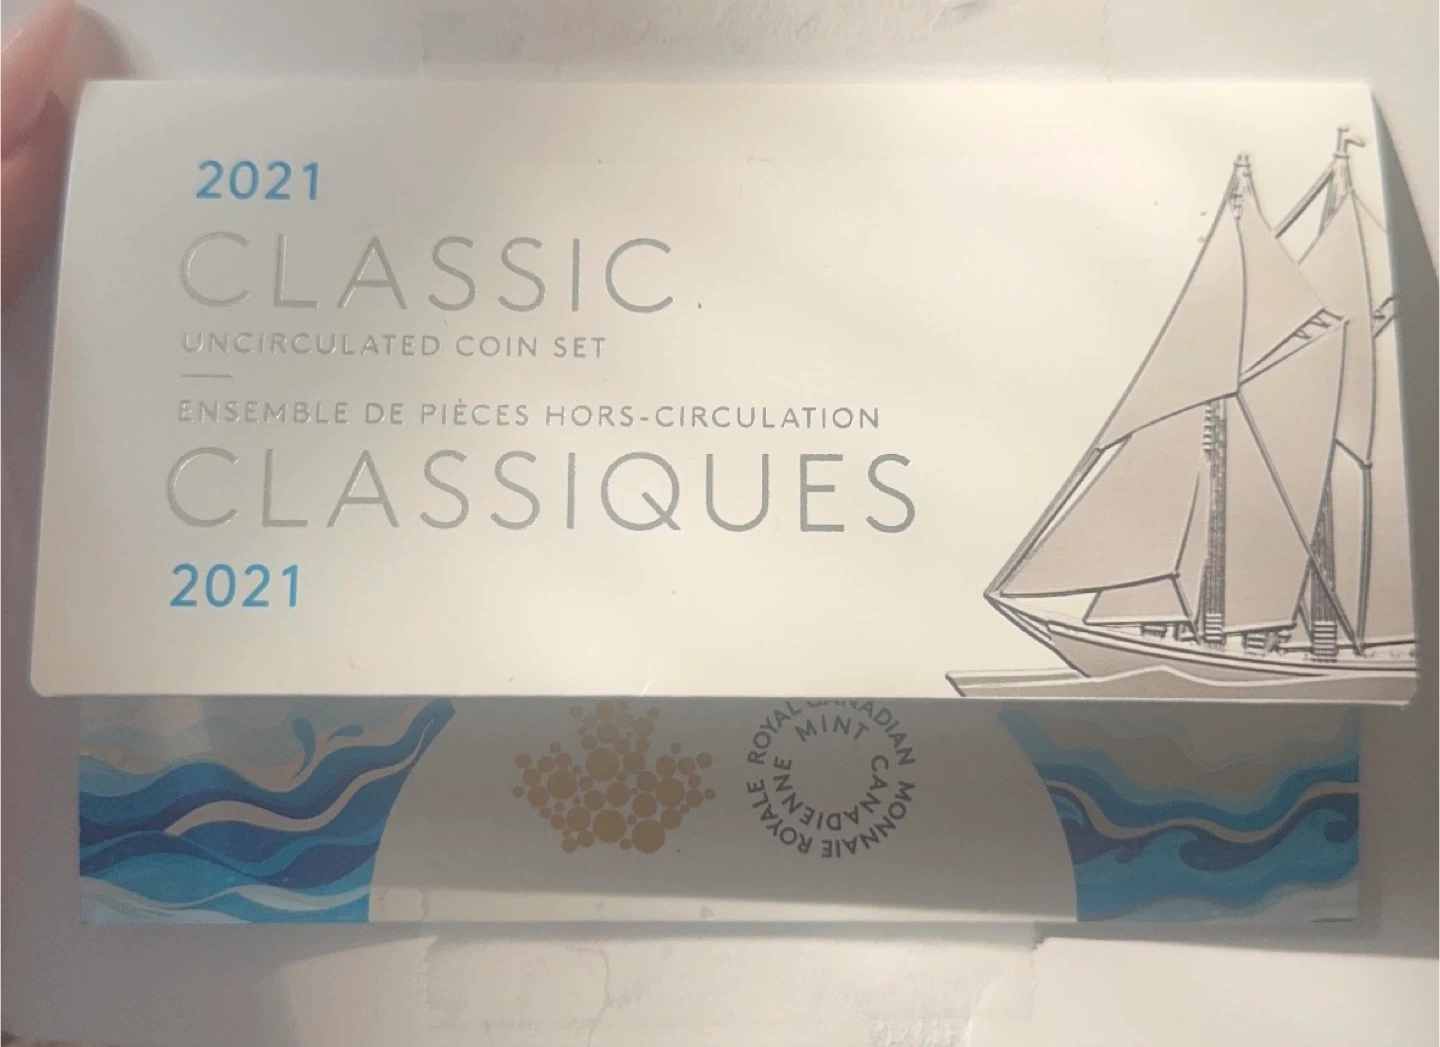 2021
CLASSIC
UNCIRCULATED COIN SET
ENSEMBLE DE PIÈCES HORS-CIRCULATION
CLASSIQUES
2021
ROYAL CANADIAN MINT
MONNAIE ROYALE CANADIENNE